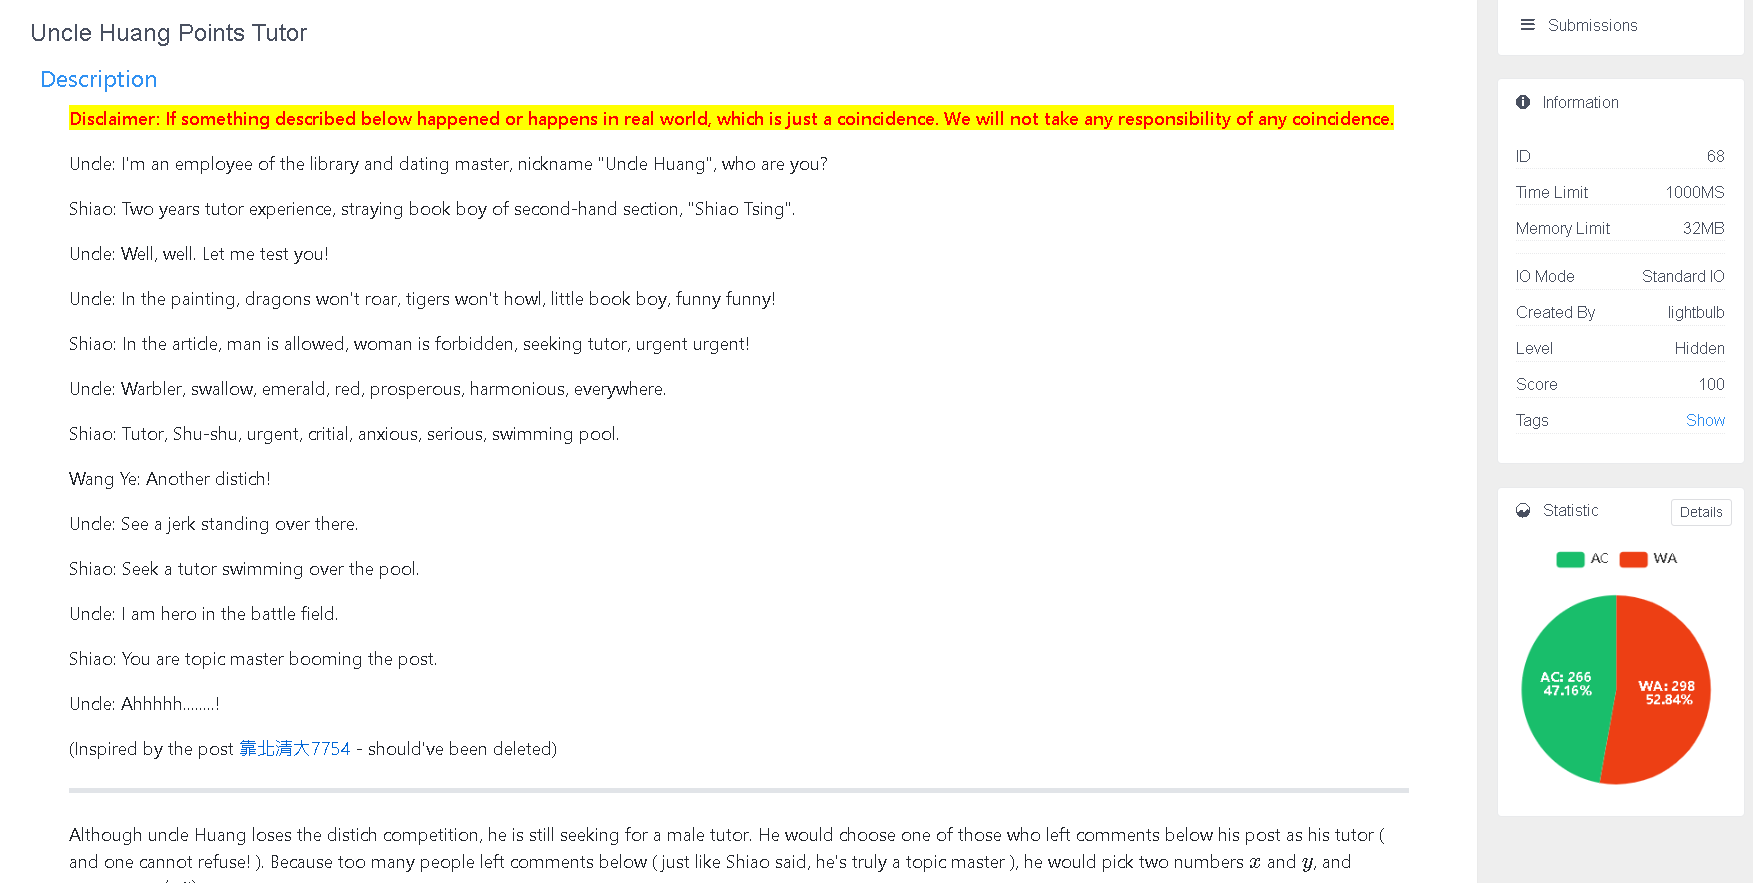 Uncle Huang Points Tutor
Description
Disclaimer: If something described below happened or happens in real world, which is just a coincidence. We will not take any responsibility of any coincidence.
Uncle: I'm an employee of the library and dating master, nickname "Uncle Huang", who are you?
Shiao: Two years tutor experience, straying book boy of second-hand section, "Shiao Tsing".
Uncle: Well, well. Let me test you!
Uncle: In the painting, dragons won't roar, tigers won't howl, little book boy, funny funny!
Shiao: In the article, man is allowed, woman is forbidden, seeking tutor, urgent urgent!
Uncle: Warbler, swallow, emerald, red, prosperous, harmonious, everywhere.
Shiao: Tutor, Shu-shu, urgent, critial, anxious, serious, swimming pool.
Wang Ye: Another distich!
Uncle: See a jerk standing over there.
Shiao: Seek a tutor swimming over the pool.
Uncle: I am hero in the battle field.
Shiao: You are topic master booming the post.
Uncle: Ahhhhh........!
(Inspired by the post 靠北清大7754 - should've been deleted)
Although uncle Huang loses the distich competition, he is still seeking for a male tutor. He would choose one of those who left comments below his post as his tutor (
and one cannot refuse! ). Because too many people left comments below ( just like Shiao said, he's truly a topic master ), he would pick two numbers x and y, and
Submissions
Information
ID 68
Time Limit 1000MS
Memory Limit 32MB
IO Mode Standard IO
Created By lightbulb
Level Hidden
Score 100
Tags Show
Statistic Details
AC WA
AC: 266
47.16%
WA: 298
52.84%